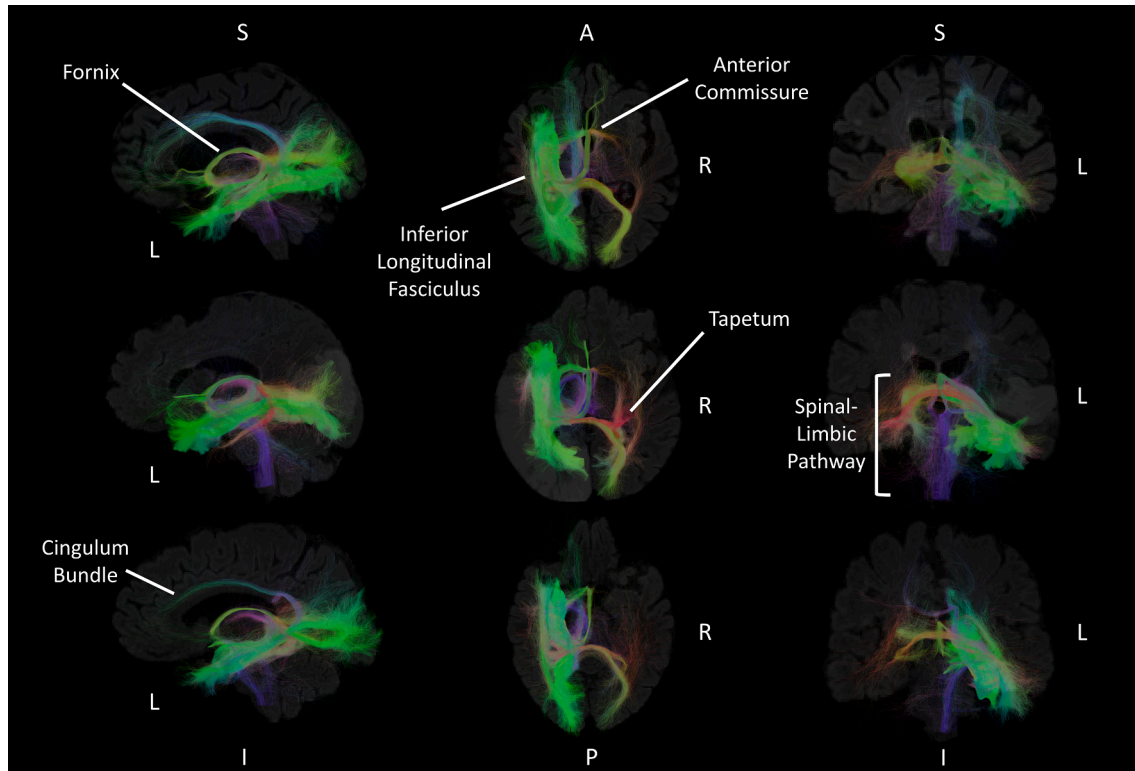 S
A
S
Fornix
Anterior
Commissure
R
L
L
Inferior
Longitudinal
Fasciculus
Tapetum
R
L
L
Spinal-
Limbic
Pathway
Cingulum
Bundle
R
L
L
I
P
I